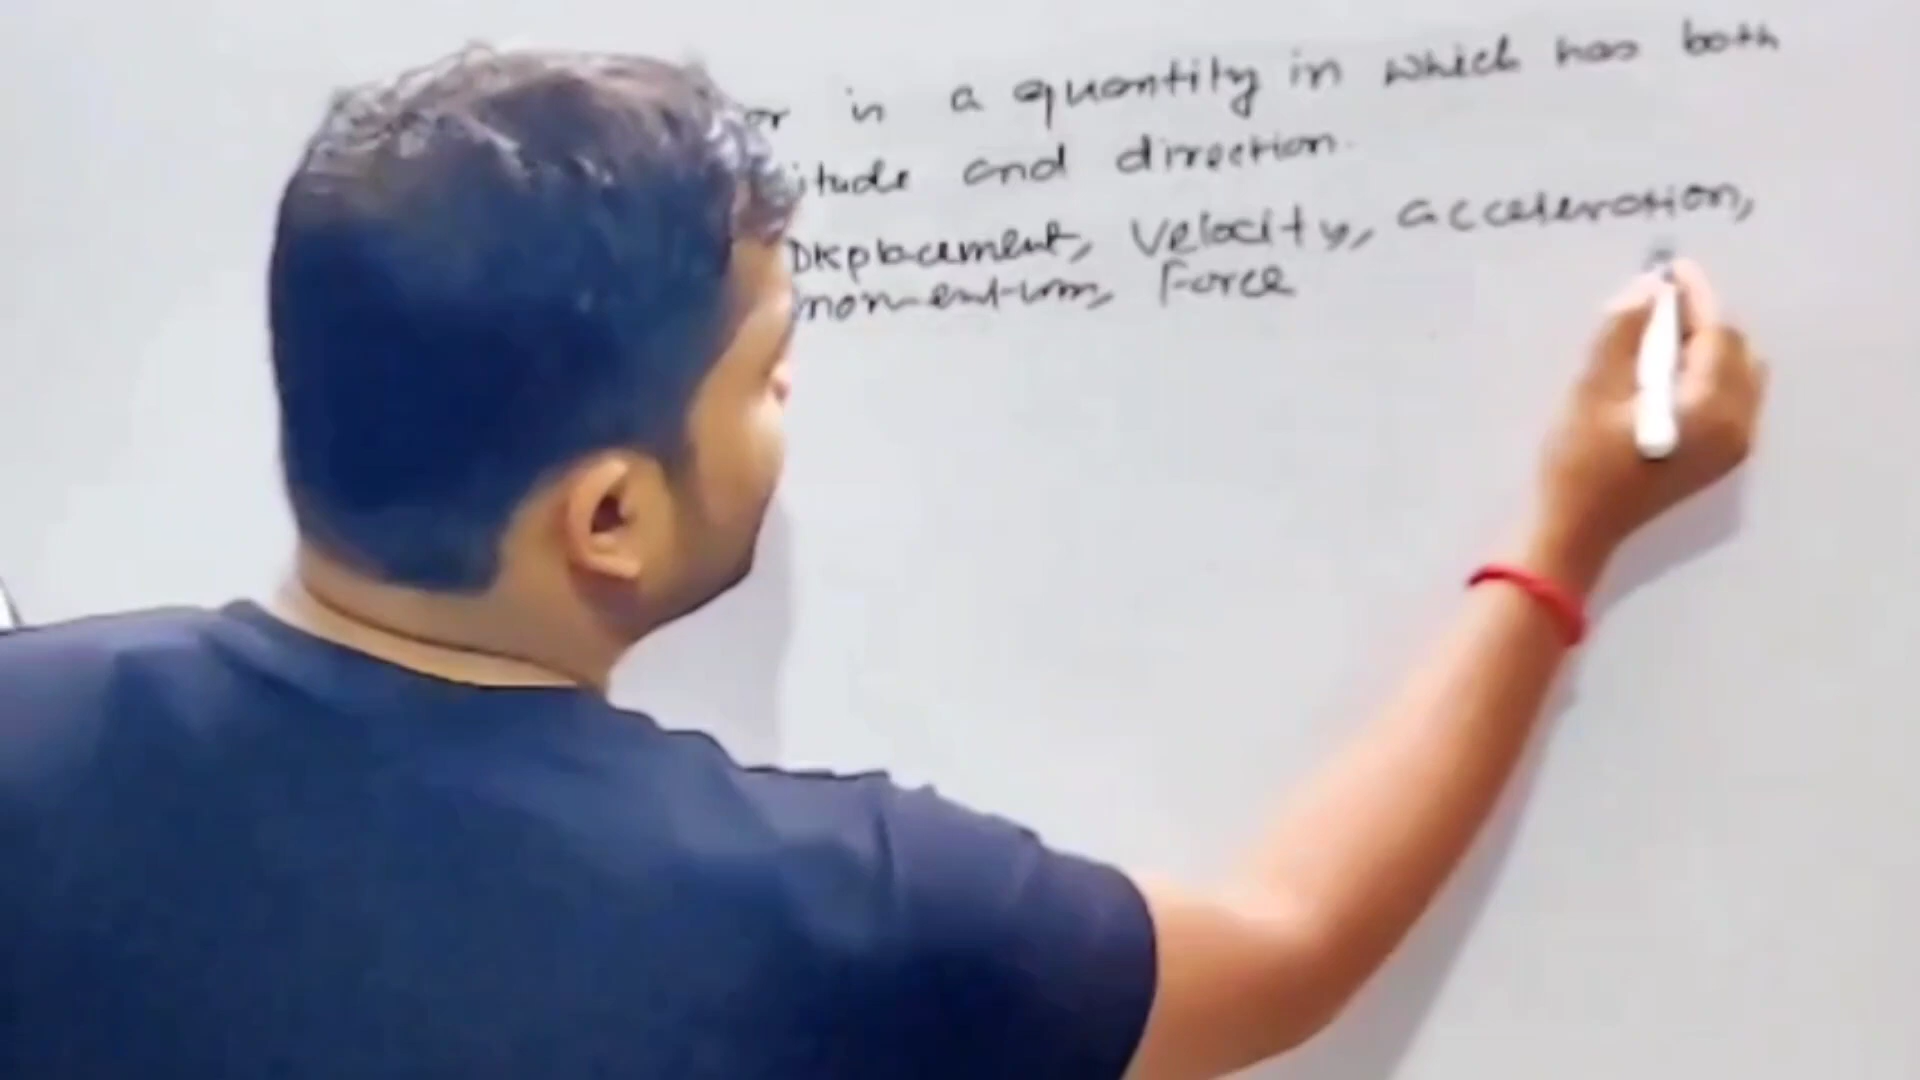 or is a quantity in which has both
itude and direction.
Displacement, Velocity, acceleration,
momentum, Force